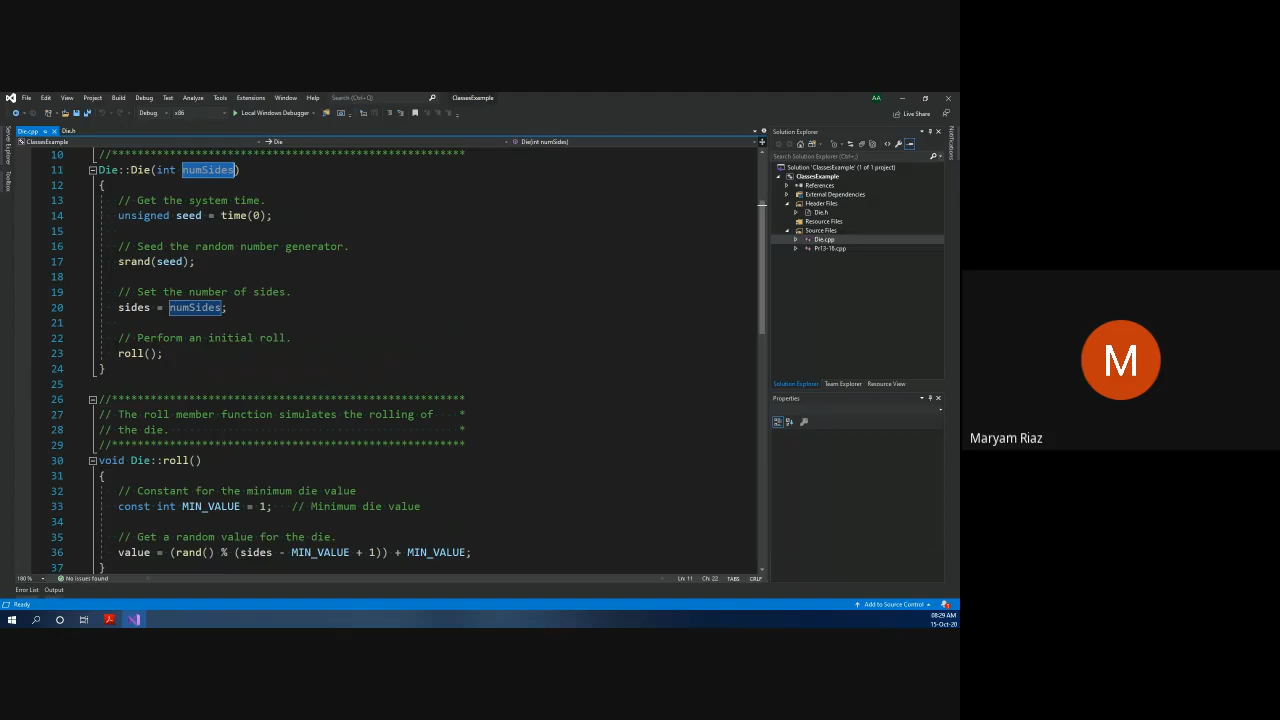 File Edit View Project Build Debug Test Analyze Tools Extensions Window Help Search (Ctrl+Q) ClassesExample AA
Debug x86 Local Windows Debugger Live Share
Die.cpp Die.h
ClassesExample Die Die(int numSides)
Server Explorer
Toolbox
10 //******************************************************
11 Die::Die(int numSides)
12 {
13 // Get the system time.
14 unsigned seed = time(0);
15
16 // Seed the random number generator.
17 srand(seed);
18
19 // Set the number of sides.
20 sides = numSides;
21
22 // Perform an initial roll.
23 roll();
24 }
25
26 //******************************************************
27 // The roll member function simulates the rolling of *
28 // the die. *
29 //******************************************************
30 void Die::roll()
31 {
32 // Constant for the minimum die value
33 const int MIN_VALUE = 1; // Minimum die value
34
35 // Get a random value for the die.
36 value = (rand() % (sides - MIN_VALUE + 1)) + MIN_VALUE;
37 }
180 % No issues found Ln: 11 Ch: 22 TABS CRLF
Error List Output
Ready Add to Source Control
Solution Explorer
Search Solution Explorer (Ctrl+;)
Solution 'ClassesExample' (1 of 1 project)
ClassesExample
References
External Dependencies
Header Files
Die.h
Resource Files
Source Files
Die.cpp
Pr13-16.cpp
Solution Explorer Team Explorer Resource View
Properties
Notifications
08:29 AM
15-Oct-20
M
Maryam Riaz